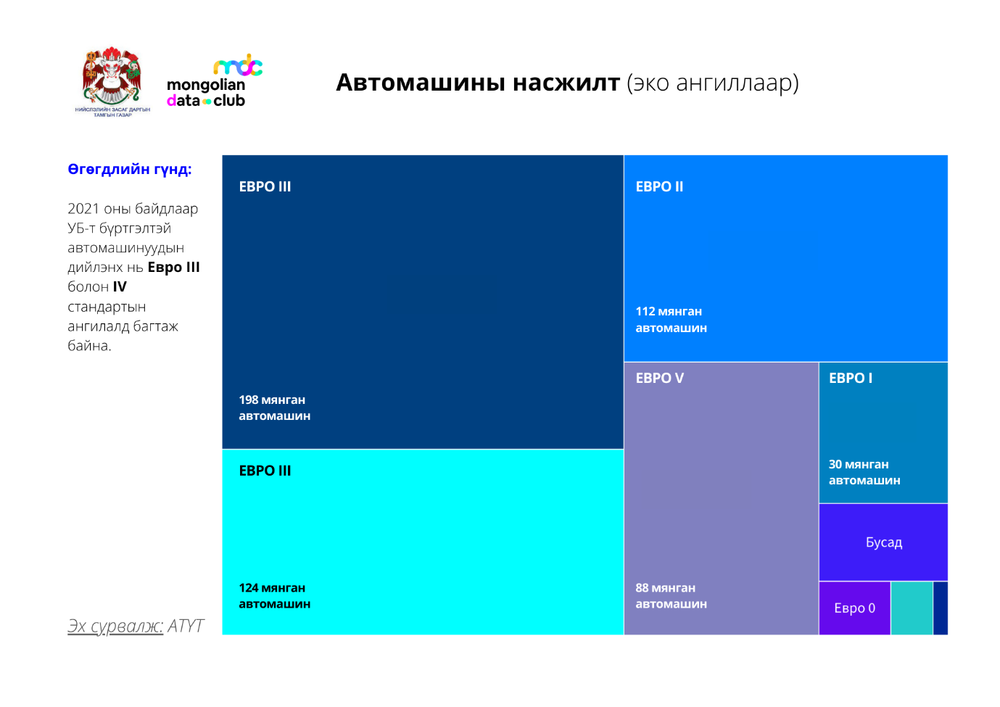 НИЙСЛЭЛИЙН ЗАСАГ ДАРГЫН
ТАМГЫН ГАЗАР
mdc
mongolian
data club
Автомашины насжилт (эко ангиллаар)
Өгөгдлийн гүнд:
2021 оны байдлаар
УБ-т бүртгэлтэй
автомашинуудын
дийлэнх нь Евро III
болон IV
стандартын
ангилалд багтаж
байна.
Эх сурвалж: АТҮТ
ЕВРО III
198 мянган
автомашин
ЕВРО III
124 мянган
автомашин
ЕВРО II
112 мянган
автомашин
ЕВРО V
88 мянган
автомашин
ЕВРО I
30 мянган
автомашин
Бусад
Евро 0